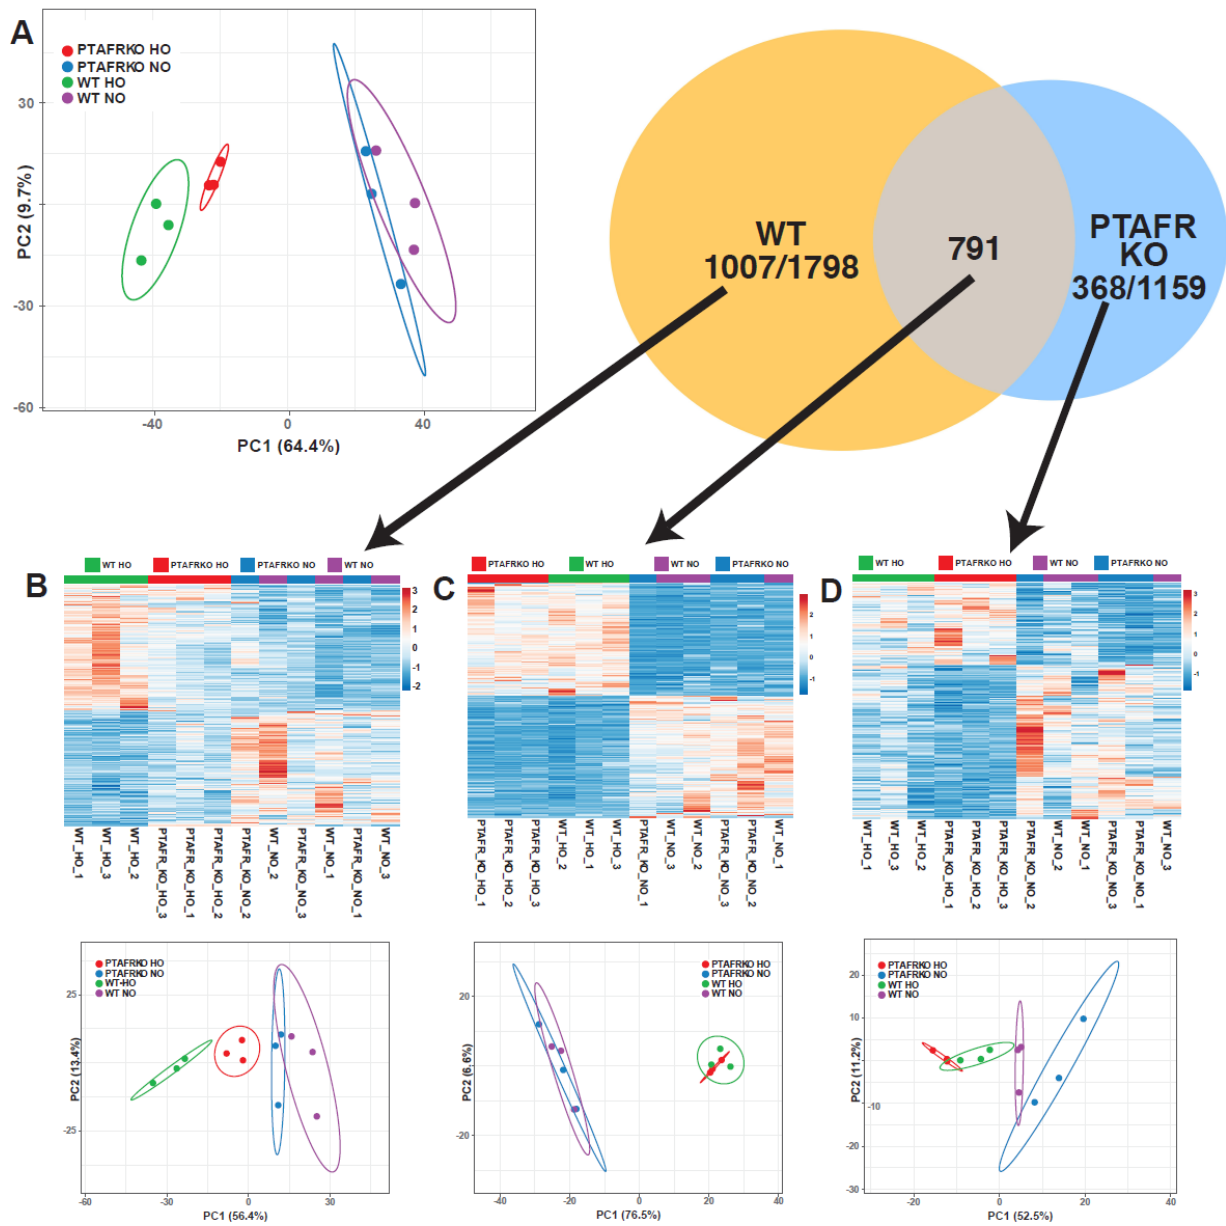 A
PTAFRKO HO
PTAFRKO NO
WT HO
WT NO
PC2 (9.7%)
30
0
-30
-60
-40
0
40
PC1 (64.4%)
WT
1007/1798
791
PTAFR
KO
368/1159
B
WT HO
PTAFRKO HO
PTAFRKO NO
WT NO
3
2
1
0
-1
-2
WT_HO_1
WT_HO_3
WT_HO_2
PTAFR_KO_HO_3
PTAFR_KO_HO_1
PTAFR_KO_HO_2
PTAFR_KO_NO_2
WT_NO_2
PTAFR_KO_NO_3
WT_NO_1
PTAFR_KO_NO_1
WT_NO_3
C
PTAFRKO HO
WT HO
WT NO
PTAFRKO NO
2
1
0
-1
PTAFR_KO_HO_1
PTAFR_KO_HO_2
PTAFR_KO_HO_3
WT_HO_2
WT_HO_1
WT_HO_3
PTAFR_KO_NO_1
WT_NO_3
WT_NO_2
PTAFR_KO_NO_3
PTAFR_KO_NO_2
WT_NO_1
D
WT HO
PTAFRKO HO
WT NO
PTAFRKO NO
3
2
1
0
-1
WT_HO_1
WT_HO_3
WT_HO_2
PTAFR_KO_HO_1
PTAFR_KO_HO_2
PTAFR_KO_HO_3
PTAFR_KO_NO_2
WT_NO_2
WT_NO_1
PTAFR_KO_NO_3
PTAFR_KO_NO_1
WT_NO_3
PTAFRKO HO
PTAFRKO NO
WT-HO
WT NO
PC2 (13.4%)
25
0
-25
-60
-30
0
30
PC1 (56.4%)
PTAFRKO HO
PTAFRKO NO
WT HO
WT NO
PC2 (6.6%)
20
0
-20
-40
-20
0
20
40
PC1 (76.5%)
PTAFRKO HO
PTAFRKO NO
WT HO
WT NO
PC2 (11.2%)
20
10
0
-10
-20
-30
-20
0
20
40
PC1 (52.5%)